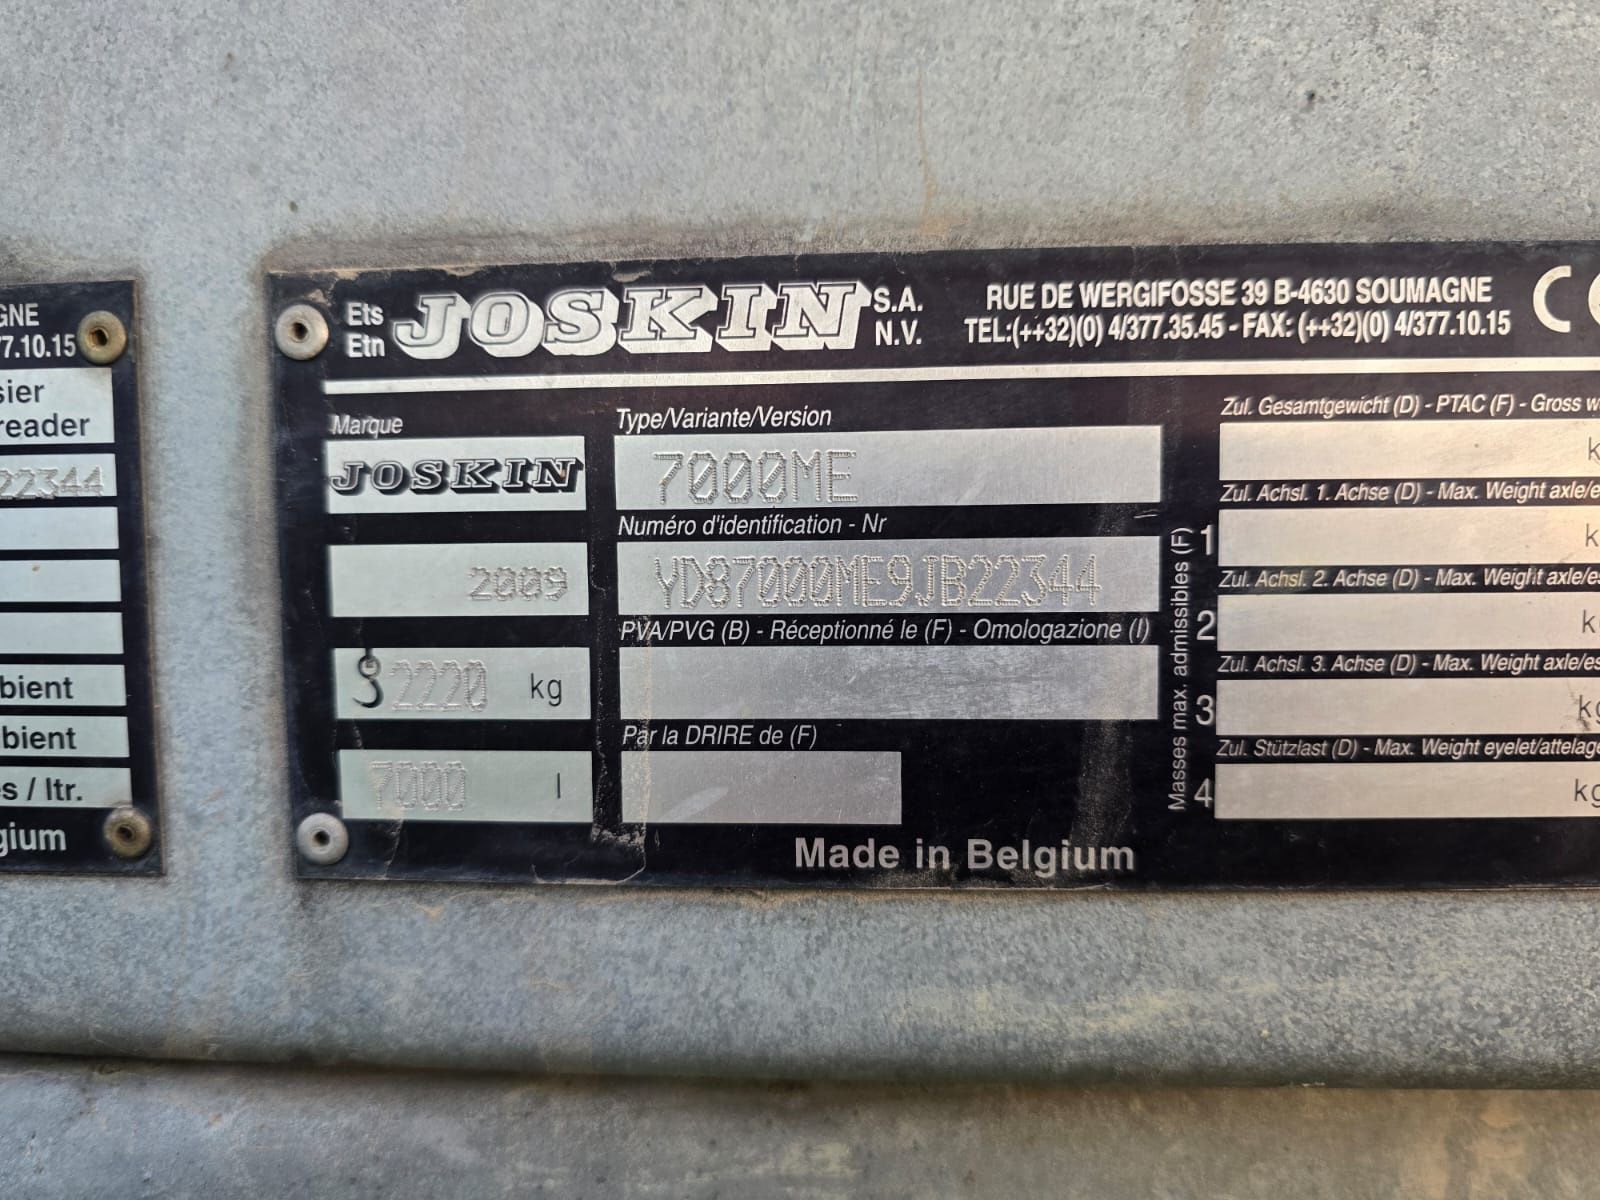 GNE
77.10.15
sier
reader
22344
bient
bient
s / ltr.
gium
Ets
Etn
JOSKIN
S.A.
N.V.
RUE DE WERGIFOSSE 39 B-4630 SOUMAGNE
TEL:(++32)(0) 4/377.35.45 - FAX: (++32)(0) 4/377.10.15
CE
Marque
JOSKIN
2009
2220 kg
7000 l
Type/Variante/Version
7000ME
Numéro d'identification - Nr
YD87000ME9JB22344
PVA/PVG (B) - Réceptionné le (F) - Omologazione (I)
Par la DRIRE de (F)
Made in Belgium
Masses max. admissibles (F)
Zul. Gesamtgewicht (D) - PTAC (F) - Gross w
k
Zul. Achsl. 1. Achse (D) - Max. Weight axle/es
1 k
Zul. Achsl. 2. Achse (D) - Max. Weight axle/es
2 kg
Zul. Achsl. 3. Achse (D) - Max. Weight axle/es
3 kg
Zul. Stützlast (D) - Max. Weight eyelet/attelage
4 kg